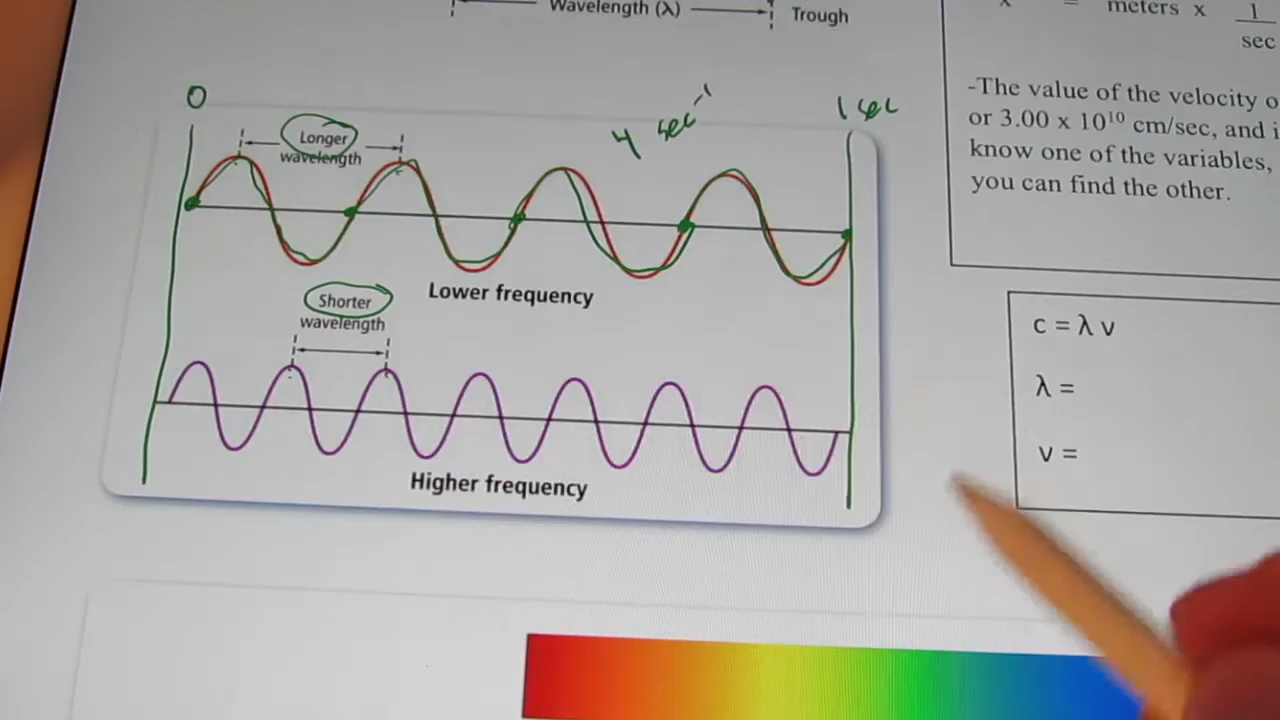 Wavelength (λ)
Trough
meters x 1
sec
0
4 sec⁻¹
1 sec
Longer
wavelength
Lower frequency
Shorter
wavelength
Higher frequency
-The value of the velocity o
or 3.00 x 10¹⁰ cm/sec, and i
know one of the variables,
you can find the other.
c = λ ν
λ =
ν =